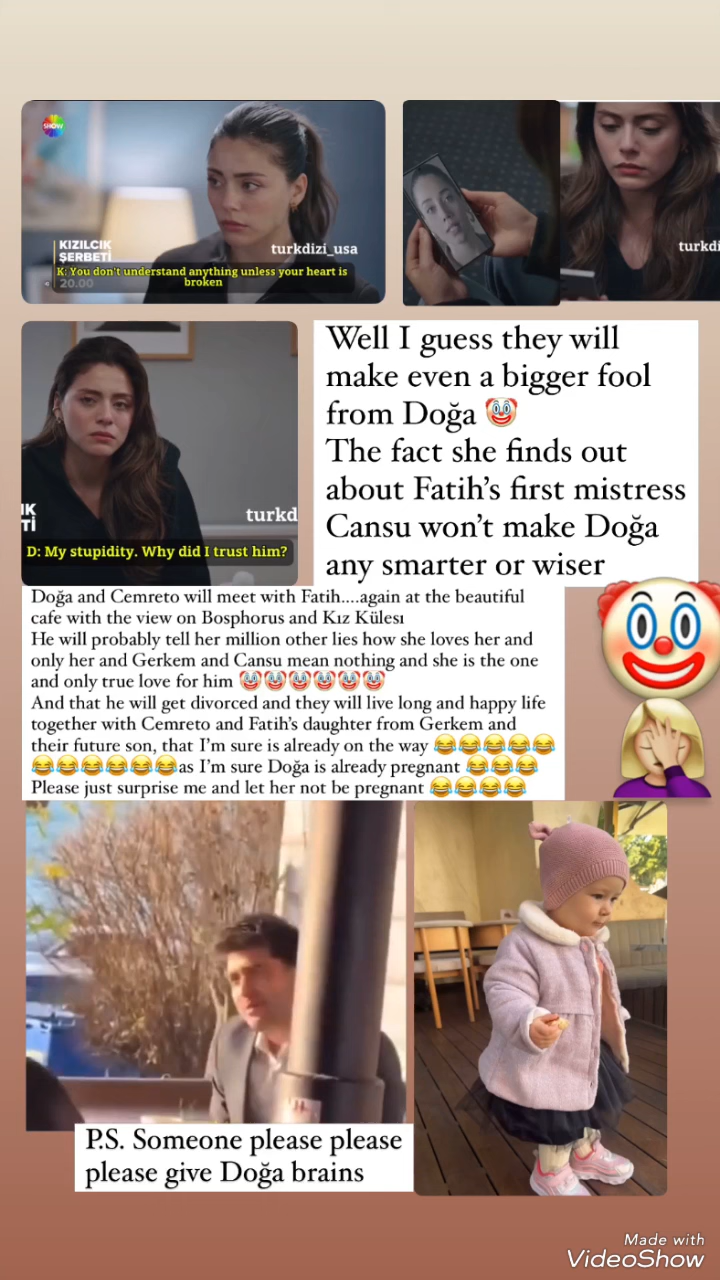 SHOW
KIZILCIK
ŞERBETİ
turkdizi_usa
K: You don't understand anything unless your heart is
broken
20.00
turkdi
Well I guess they will
make even a bigger fool
from Doğa 🤡
The fact she finds out
about Fatih's first mistress
Cansu won't make Doğa
any smarter or wiser
IK
Tİ
turkd
D: My stupidity. Why did I trust him?
Doğa and Cemreto will meet with Fatih....again at the beautiful
cafe with the view on Bosphorus and Kız Külesı
He will probably tell her million other lies how she loves her and
only her and Gerkem and Cansu mean nothing and she is the one
and only true love for him 🤡🤡🤡🤡🤡🤡
And that he will get divorced and they will live long and happy life
together with Cemreto and Fatih's daughter from Gerkem and
their future son, that I'm sure is already on the way 😂😂😂😂😂
😂😂😂😂😂😂as I'm sure Doğa is already pregnant 😂😂😂
Please just surprise me and let her not be pregnant 😂😂😂😂
P.S. Someone please please
please give Doğa brains
Made with
VideoShow